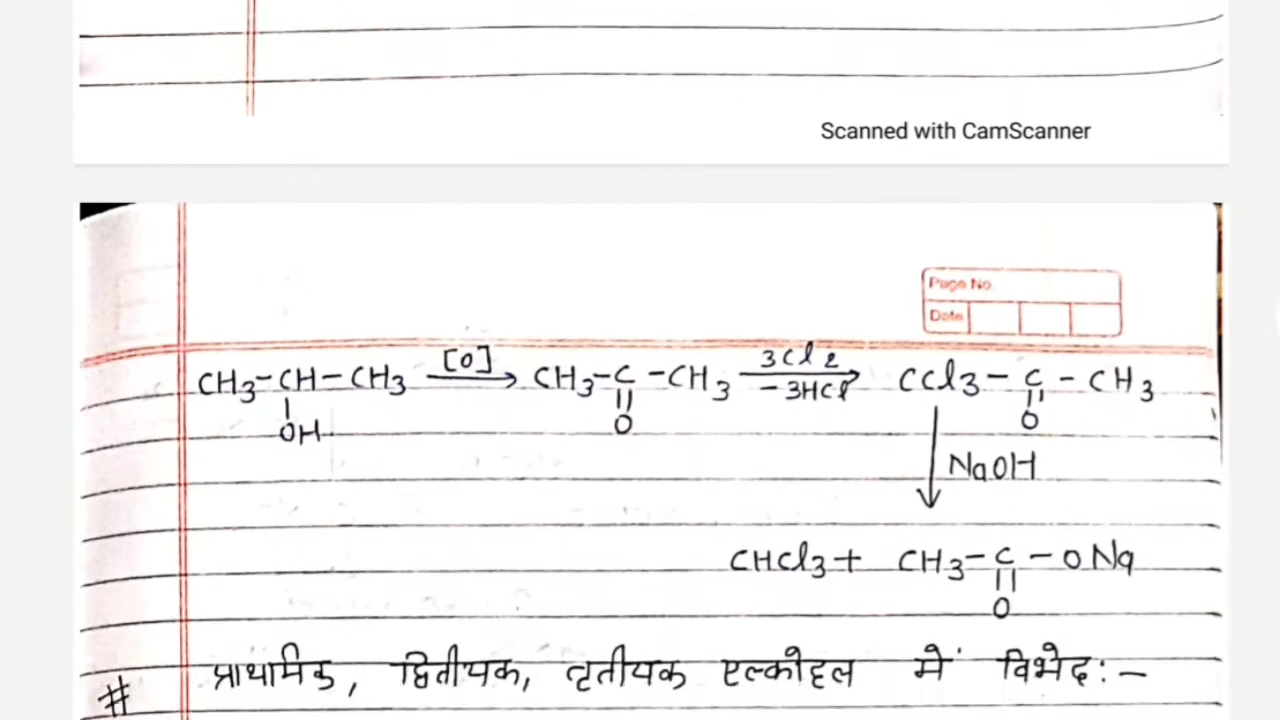 Scanned with CamScanner
Page No.
Date
[O] 3Cl2
CH3-CH-CH3 → CH3-C-CH3 → CCl3-C-CH3
-3HCl
OH O O
NaOH
CHCl3+ CH3-C-ONa
O
# प्राथमिक, द्वितीयक, तृतीयक एल्कोहल में विभेद:-